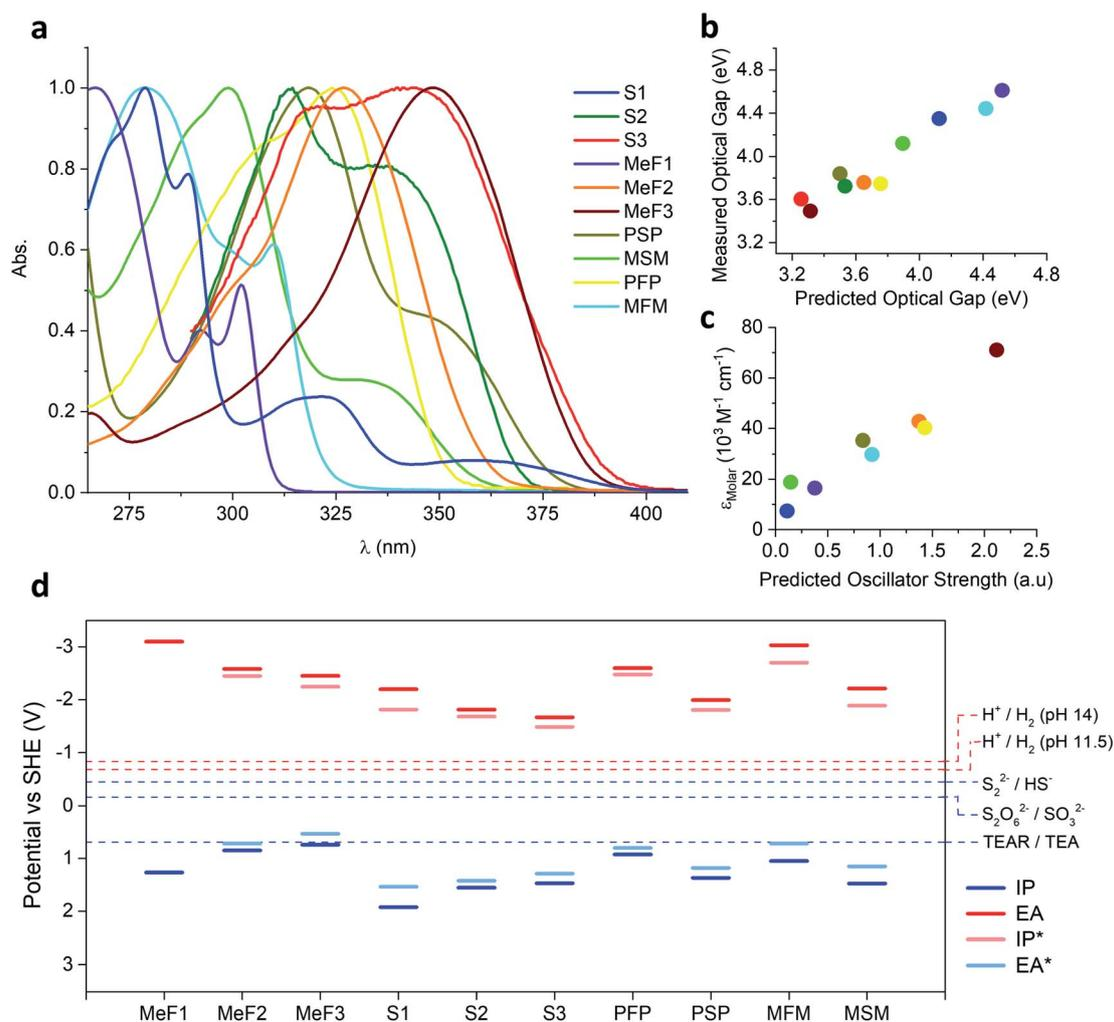 a
1.0
0.8
0.6
0.4
0.2
0.0
Abs.
275 300 325 350 375 400
λ (nm)
S1
S2
S3
MeF1
MeF2
MeF3
PSP
MSM
PFP
MFM
b
4.8
4.4
4.0
3.6
3.2
Measured Optical Gap (eV)
3.2 3.6 4.0 4.4 4.8
Predicted Optical Gap (eV)
c
80
60
40
20
0
εMolar (10³ M⁻¹ cm⁻¹)
0.0 0.5 1.0 1.5 2.0 2.5
Predicted Oscillator Strength (a.u)
d
-3
-2
-1
0
1
2
3
Potential vs SHE (V)
H⁺ / H₂ (pH 14)
H⁺ / H₂ (pH 11.5)
S₂²⁻ / HS⁻
S₂O₆²⁻ / SO₃²⁻
TEAR / TEA
IP
EA
IP*
EA*
MeF1 MeF2 MeF3 S1 S2 S3 PFP PSP MFM MSM